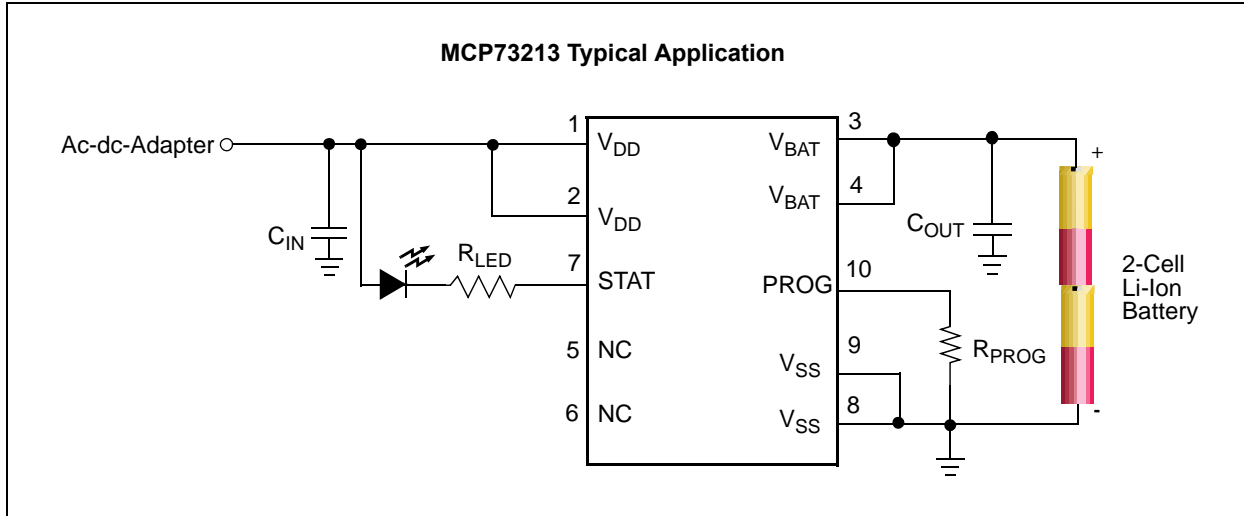 MCP73213 Typical Application
Ac-dc-Adapter
1
VDD
2
VDD
CIN
RLED
7
STAT
5
NC
6
NC
3
VBAT
4
VBAT
COUT
10
PROG
RPROG
9
VSS
8
VSS
+
2-Cell
Li-Ion
Battery
-